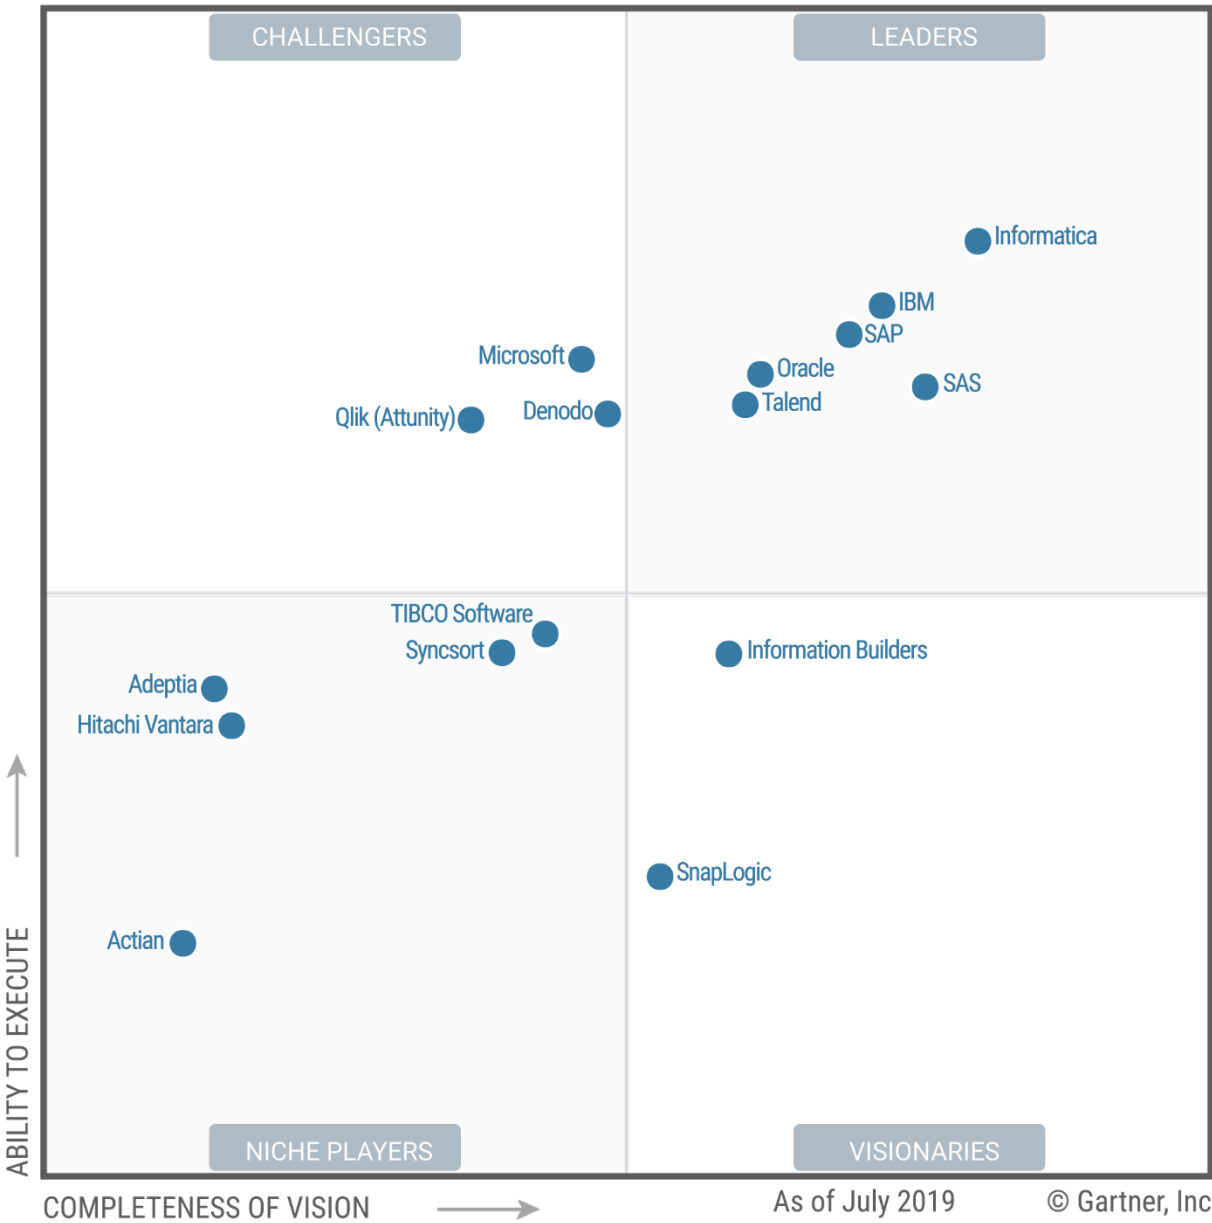 CHALLENGERS
LEADERS
Informatica
IBM
SAP
Microsoft
Oracle
SAS
Talend
Denodo
Qlik (Attunity)
TIBCO Software
Syncsort
Information Builders
Adeptia
Hitachi Vantara
SnapLogic
Actian
ABILITY TO EXECUTE
NICHE PLAYERS
VISIONARIES
COMPLETENESS OF VISION
As of July 2019
© Gartner, Inc